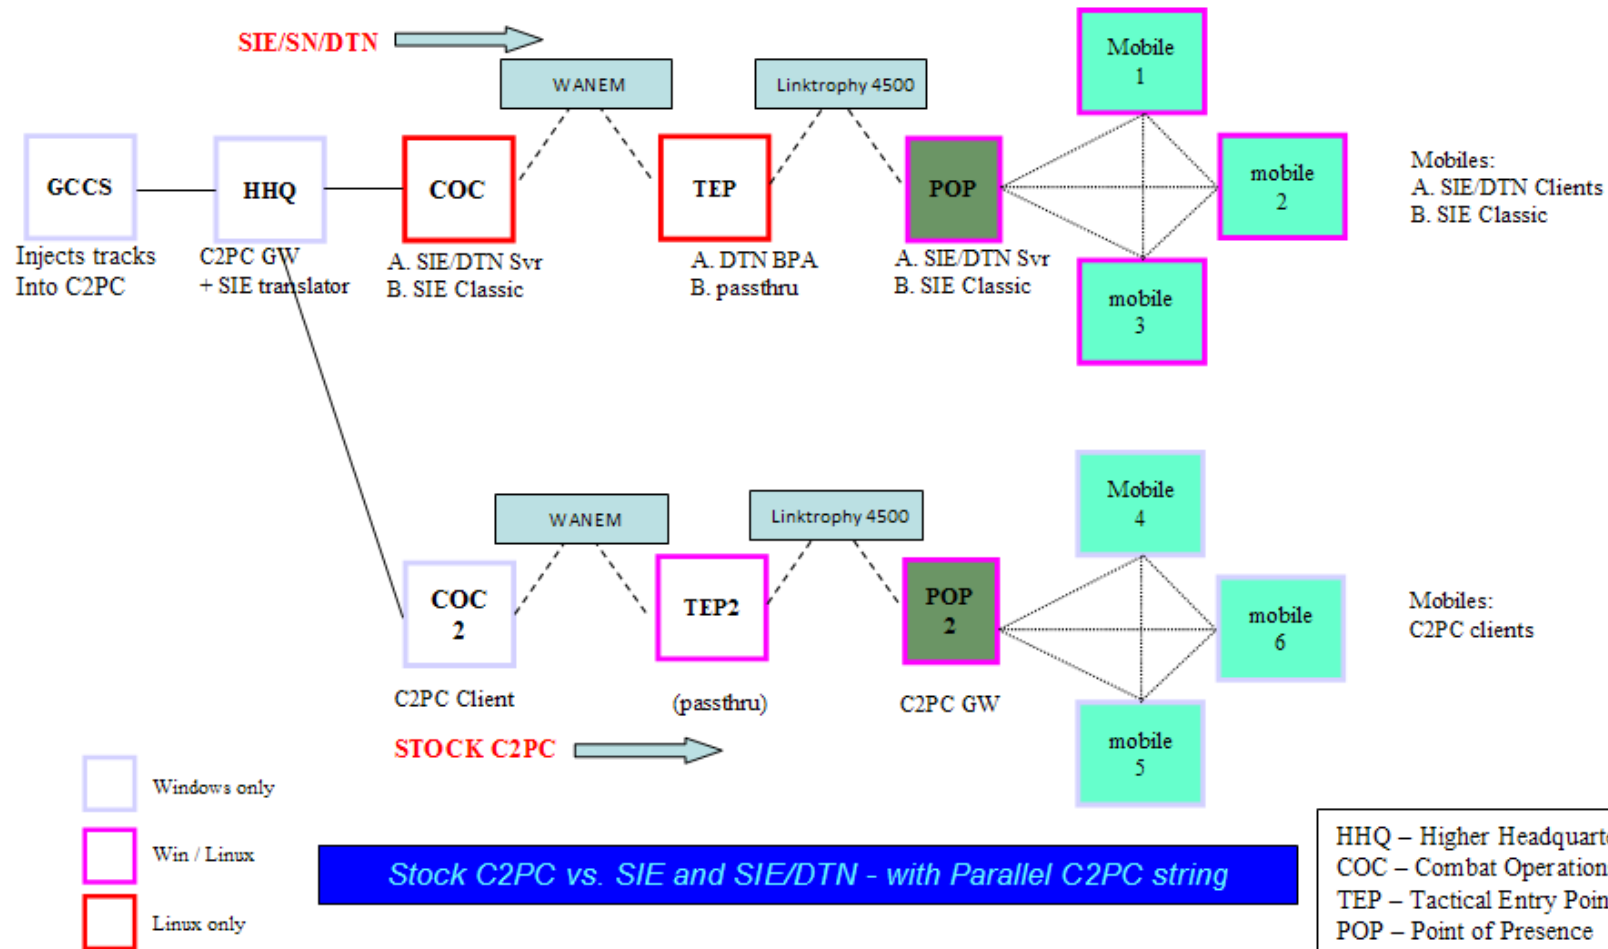 SIE/SN/DTN
WANEM
Linktrophy 4500
Mobile
1
GCCS
HHQ
COC
TEP
POP
mobile
2
Mobiles:
A. SIE/DTN Clients
B. SIE Classic
Injects tracks
Into C2PC
C2PC GW
+ SIE translator
A. SIE/DTN Svr
B. SIE Classic
A. DTN BPA
B. passthru
A. SIE/DTN Svr
B. SIE Classic
mobile
3
WANEM
Linktrophy 4500
Mobile
4
COC
2
TEP2
POP
2
mobile
6
Mobiles:
C2PC clients
C2PC Client
(passthru)
C2PC GW
mobile
5
STOCK C2PC
Windows only
Win / Linux
Linux only
Stock C2PC vs. SIE and SIE/DTN - with Parallel C2PC string
HHQ – Higher
COC – Combat Operation
TEP – Tactical Entry Poin
POP – Point of Presence